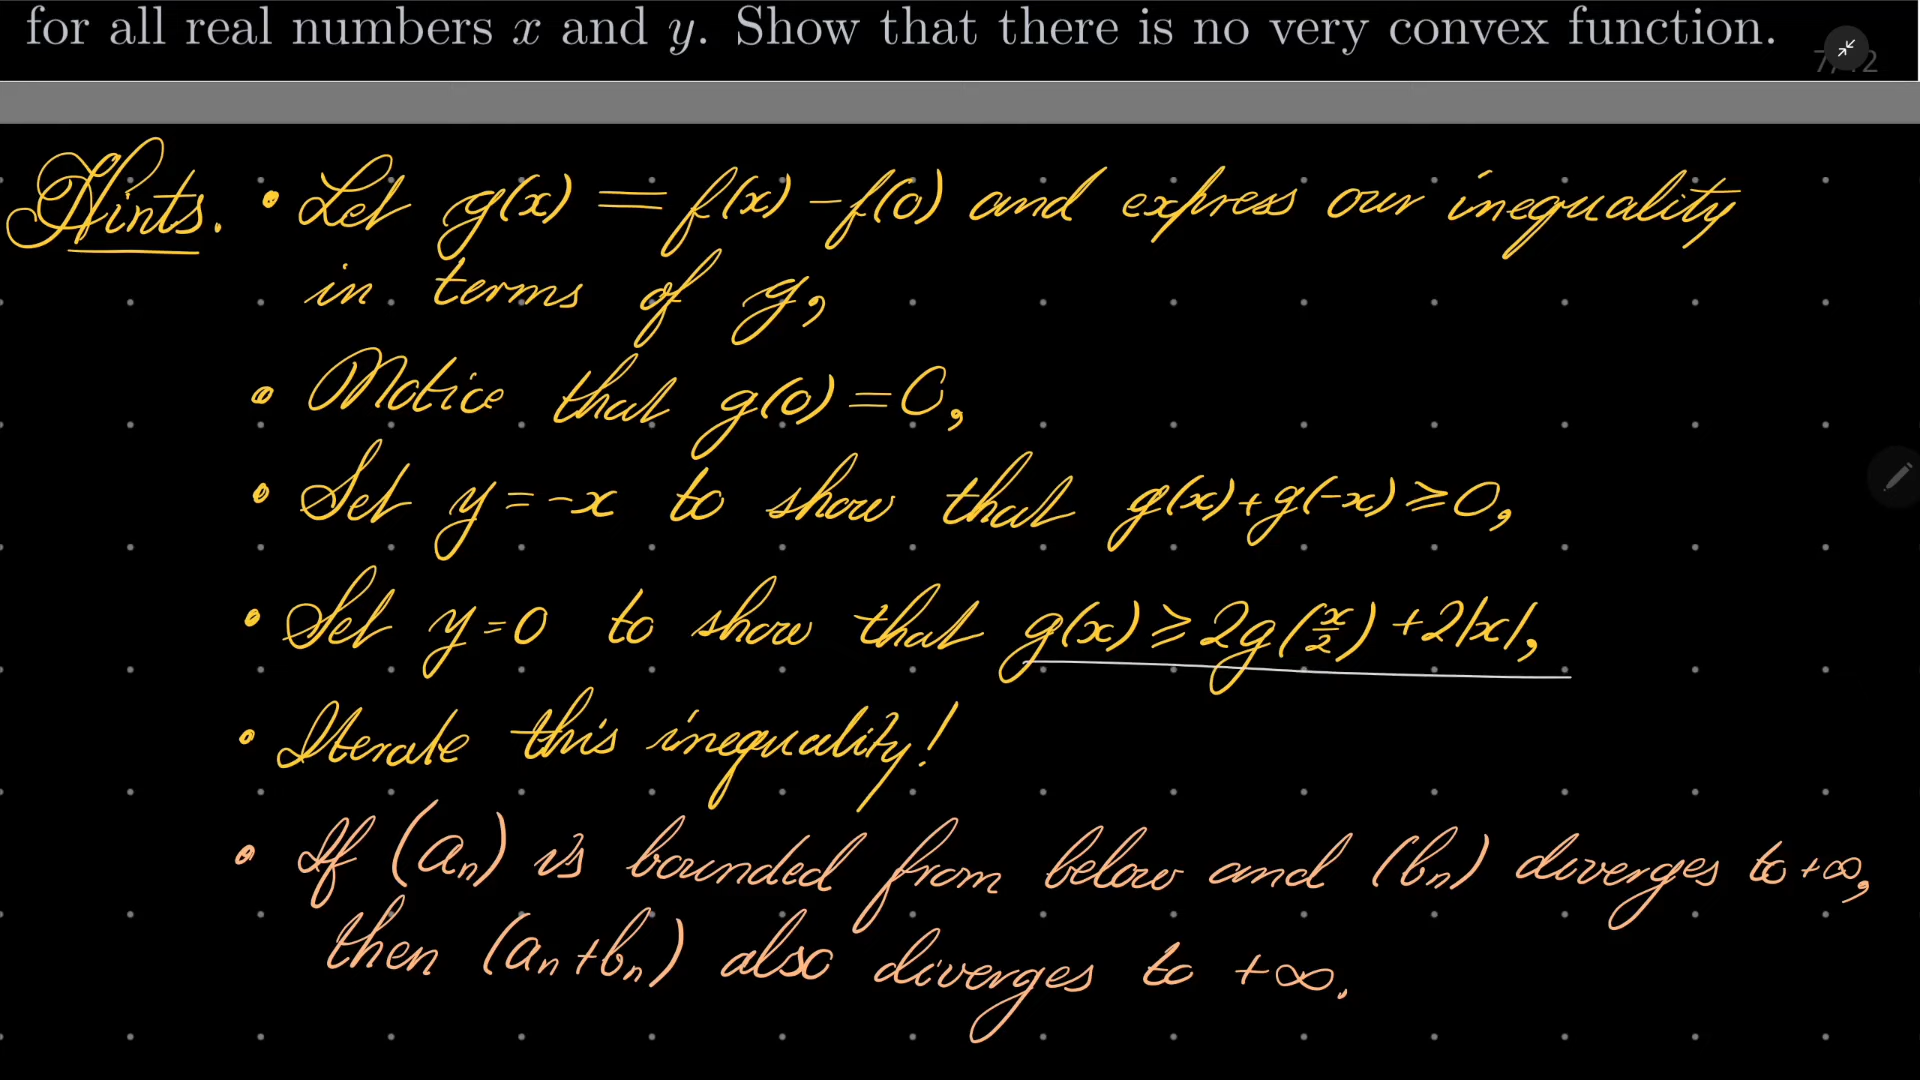 for all real numbers x and y. Show that there is no very convex function.
Hints. • Let g(x) = f(x) - f(0) and express our inequality
in terms of g,
• Notice that g(0) = 0,
• Set y = -x to show that g(x) + g(-x) ≥ 0,
• Set y = 0 to show that g(x) ≥ 2g(x/2) + 2|x|,
• Iterate this inequality!
• If (aₙ) is bounded from below and (bₙ) diverges to +∞,
then (aₙ + bₙ) also diverges to +∞.